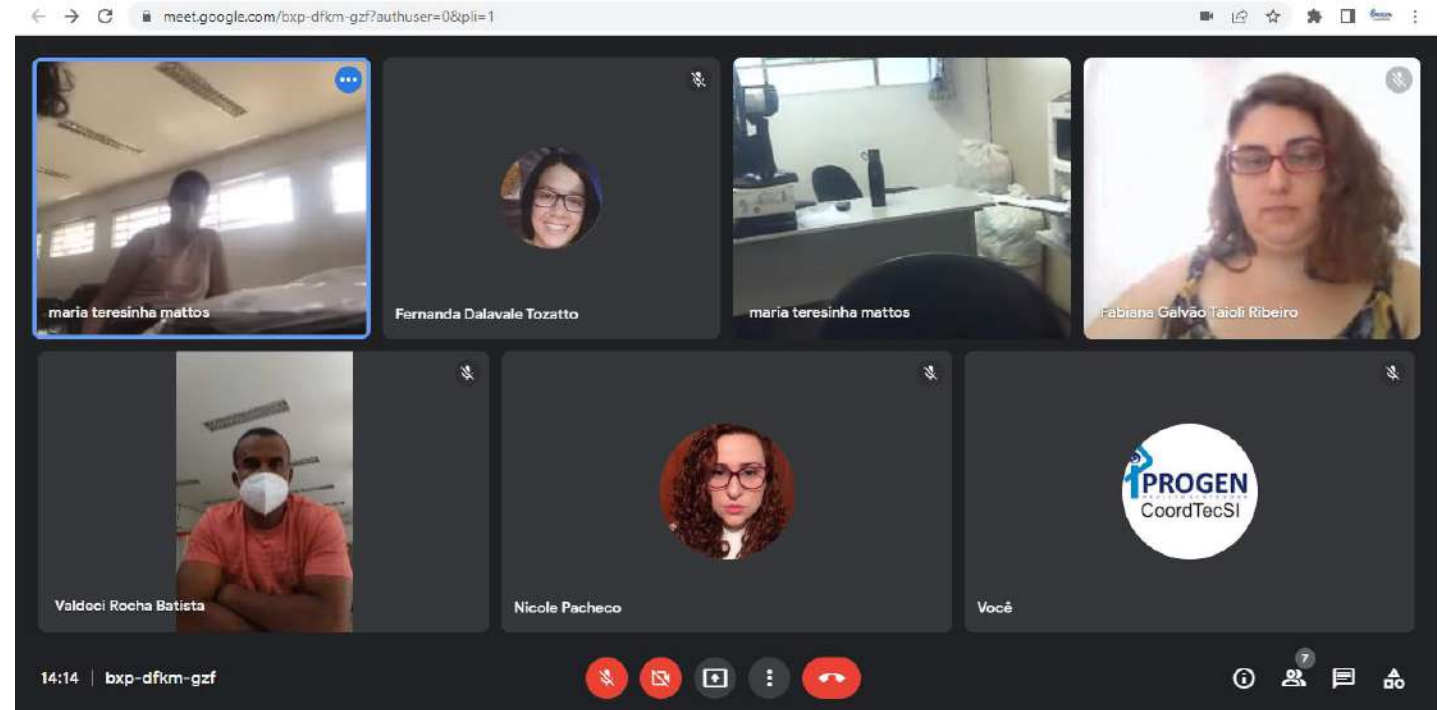 meet.google.com/bxp-dfkm-gzf?authuser=0&pli=1
maria teresinha mattos
Fernanda Dalavale Tozatto
maria teresinha mattos
Fabiana Galvão Taioli Ribeiro
Valdoci Rocha Batista
Nicole Pacheco
PROGEN
CoordTecSI
Você
14:14 | bxp-dfkm-gzf
7